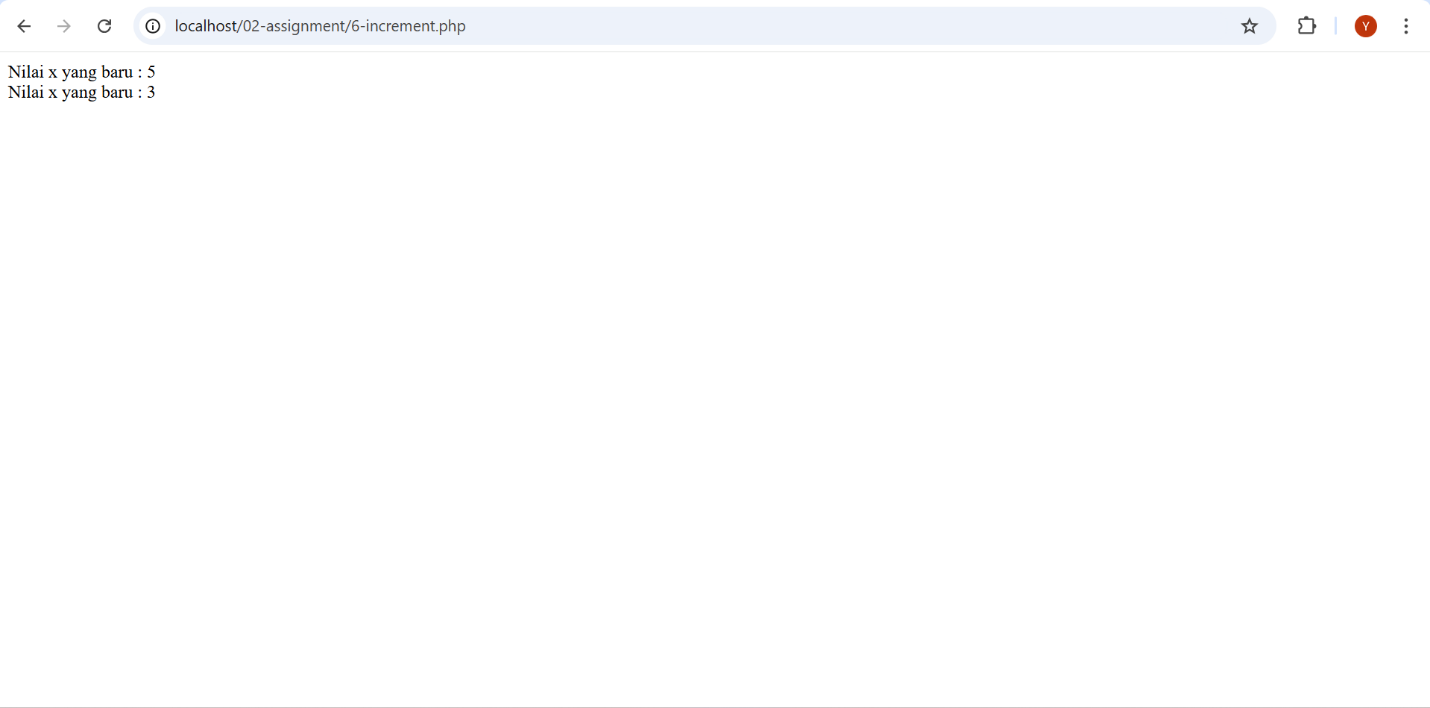 localhost/02-assignment/6-increment.php
Y
Nilai x yang baru : 5
Nilai x yang baru : 3